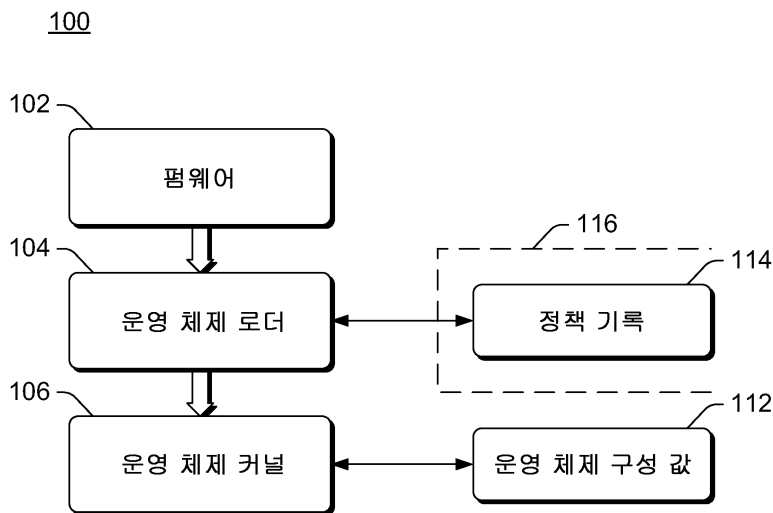 100
102
펌웨어
116
104
114
운영 체제 로더
정책 기록
106
112
운영 체제 커널
운영 체제 구성 값